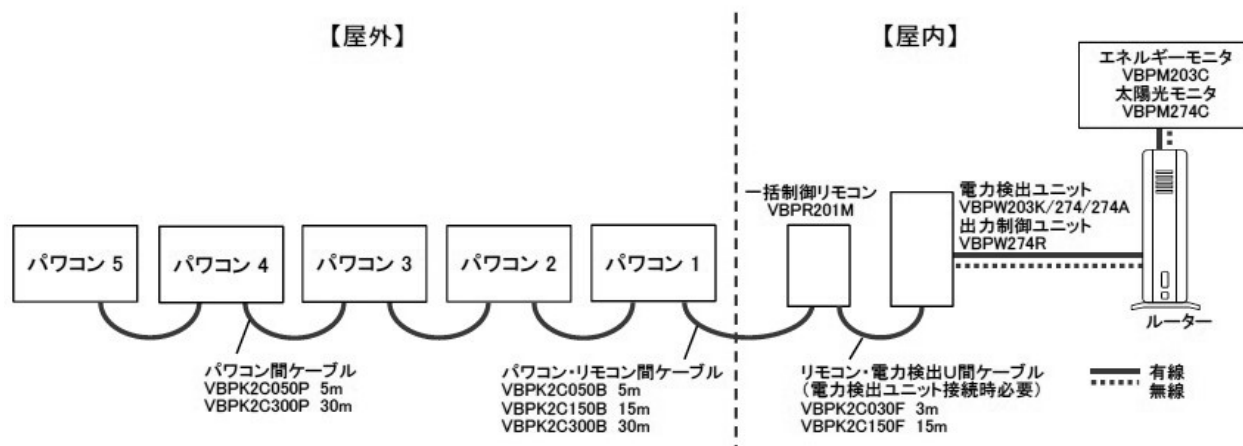 【屋外】
【屋内】
エネルギーモニタ
VBPM203C
太陽光モニタ
VBPM274C
一括制御リモコン
VBPR201M
電力検出ユニット
VBPW203K/274/274A
出力制御ユニット
VBPW274R
パワコン 5
パワコン 4
パワコン 3
パワコン 2
パワコン 1
ルーター
パワコン間ケーブル
VBPK2C050P 5m
VBPK2C300P 30m
パワコン・リモコン間ケーブル
VBPK2C050B 5m
VBPK2C150B 15m
VBPK2C300B 30m
リモコン・電力検出U間ケーブル
(電力検出ユニット接続時必要)
VBPK2C030F 3m
VBPK2C150F 15m
有線
無線